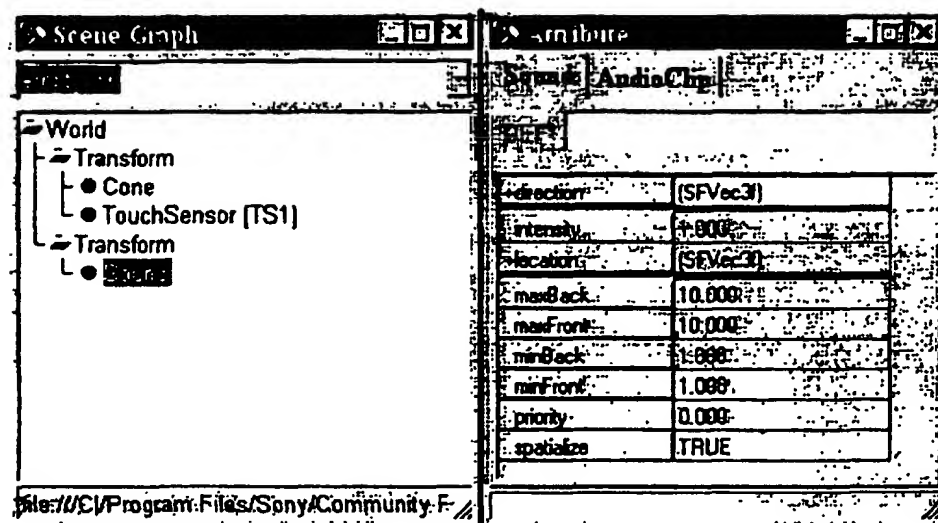 Scene Graph
World
Transform
Cone
TouchSensor [TS1]
Transform
file:///C|/Program Files/Sony/Community
Attribute
Sound AudioClip
direction (SFVec3f)
intensity 1.000
location (SFVec3f)
maxBack 10.000
maxFront 10.000
minBack 1.000
minFront 1.000
priority 0.000
spatialize TRUE